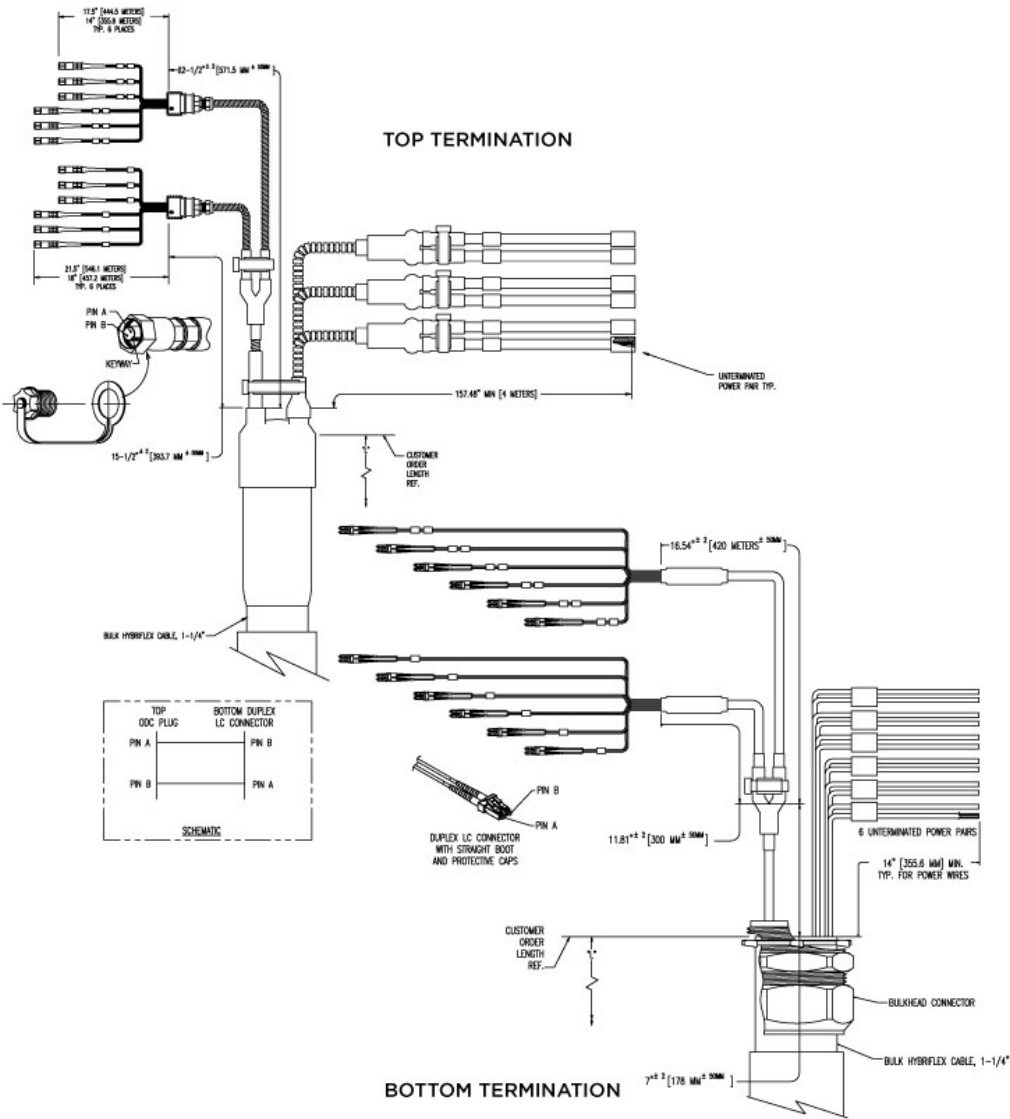 17.5" [444.5 METERS]
14" [355.6 METERS]
TYP. 6 PLACES
22-1/2"± 2 [571.5 MM ± 50MM]
TOP TERMINATION
21.5" [546.1 METERS]
18" [457.2 METERS]
TYP. 6 PLACES
PIN A
PIN B
KEYWAY
UNTERMINATED
POWER PAIR TYP.
157.48" MIN [4 METERS]
15-1/2"± 2 [393.7 MM ± 50MM]
"L"
CUSTOMER
ORDER
LENGTH
REF.
16.54"± 2 [420 METERS± 50MM]
BULK HYBRIFLEX CABLE, 1-1/4"
TOP
ODC PLUG
BOTTOM DUPLEX
LC CONNECTOR
PIN A
PIN B
PIN B
PIN A
SCHEMATIC
PIN B
PIN A
DUPLEX LC CONNECTOR
WITH STRAIGHT BOOT
AND PROTECTIVE CAPS
11.81"± 2 [300 MM± 50MM]
6 UNTERMINATED POWER PAIRS
14" [355.6 MM] MIN.
TYP. FOR POWER WIRES
CUSTOMER
ORDER
LENGTH
REF.
"L"
BULKHEAD CONNECTOR
BULK HYBRIFLEX CABLE, 1-1/4"
7"± 2 [178 MM± 50MM]
BOTTOM TERMINATION